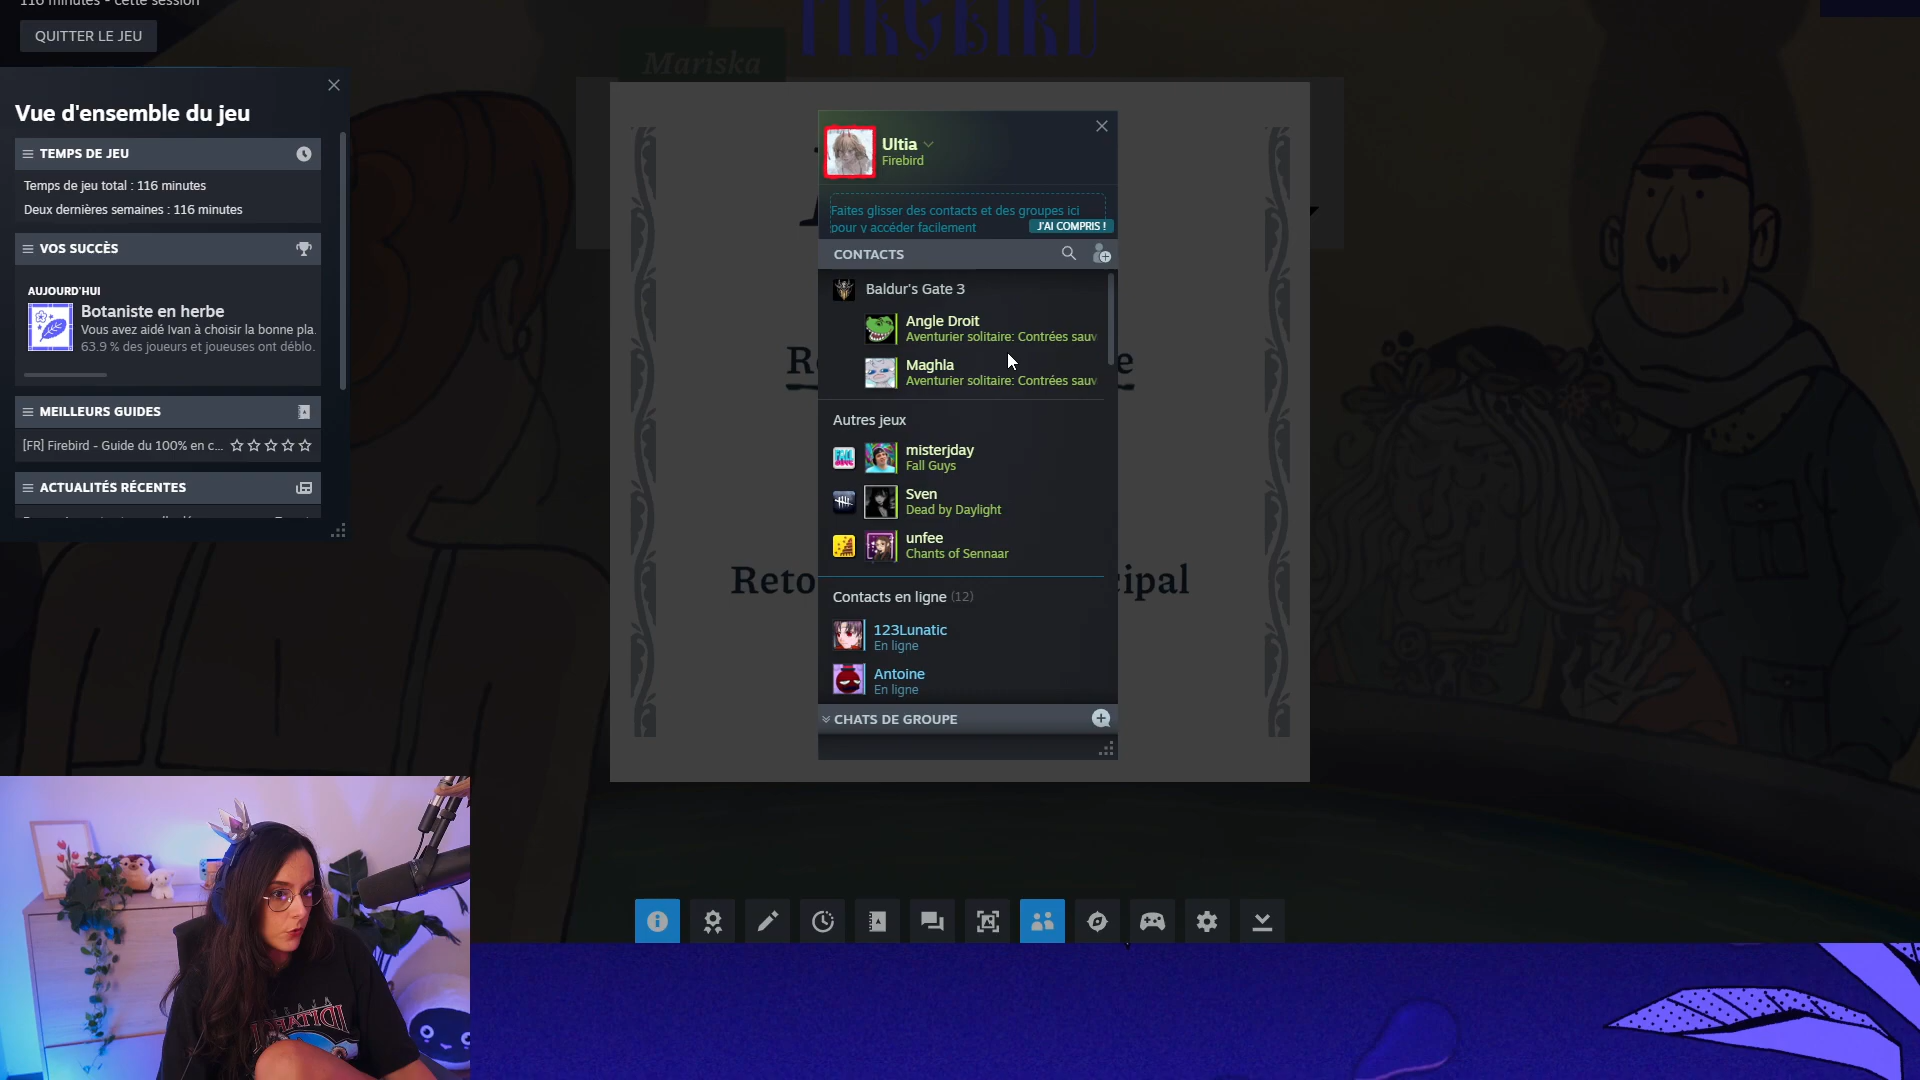 116 minutes - cette session
QUITTER LE JEU
Vue d'ensemble du jeu
TEMPS DE JEU
Temps de jeu total : 116 minutes
Deux dernières semaines : 116 minutes
VOS SUCCÈS
AUJOURD'HUI
Botaniste en herbe
Vous avez aidé Ivan à choisir la bonne pla.
63.9 % des joueurs et joueuses ont déblo.
MEILLEURS GUIDES
[FR] Firebird - Guide du 100% en c...
ACTUALITÉS RÉCENTES
FIREBIRD
Mariska
Ultia
Firebird
Faites glisser des contacts et des groupes ici
pour y accéder facilement
J'AI COMPRIS !
CONTACTS
Baldur's Gate 3
Angle Droit
Aventurier solitaire: Contrées sauv
Maghla
Aventurier solitaire: Contrées sauv
Autres jeux
misterjday
Fall Guys
Sven
Dead by Daylight
unfee
Chants of Sennaar
Reto cipal
Contacts en ligne (12)
123Lunatic
En ligne
Antoine
En ligne
CHATS DE GROUPE